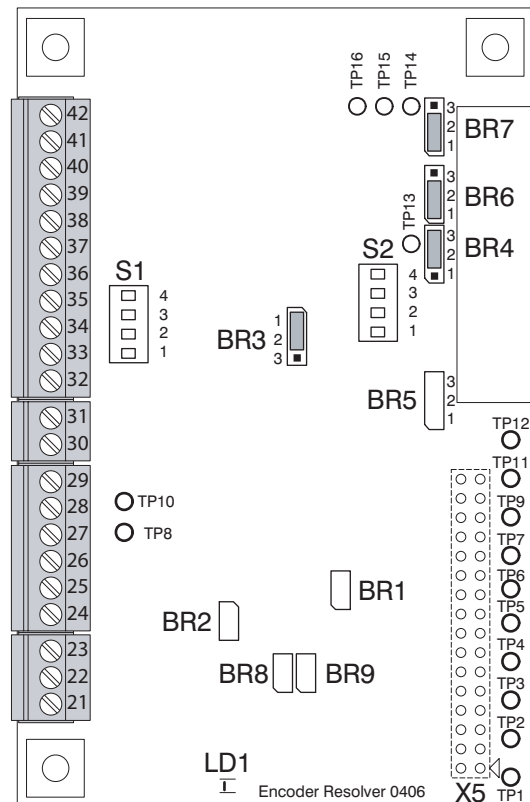 TP16
TP15
TP14
42
41
40
39
38
37
36
35
34
33
32
31
30
29
28
27
26
25
24
23
22
21
3
2
1
BR7
3
2
1
BR6
TP13
3
2
1
BR4
S1
4
3
2
1
S2
4
3
2
1
BR3
1
2
3
BR5
3
2
1
TP12
TP11
TP9
TP7
TP6
TP5
TP4
TP3
TP2
TP1
TP10
TP8
BR1
BR2
BR8
BR9
LD1
Encoder Resolver 0406
X5